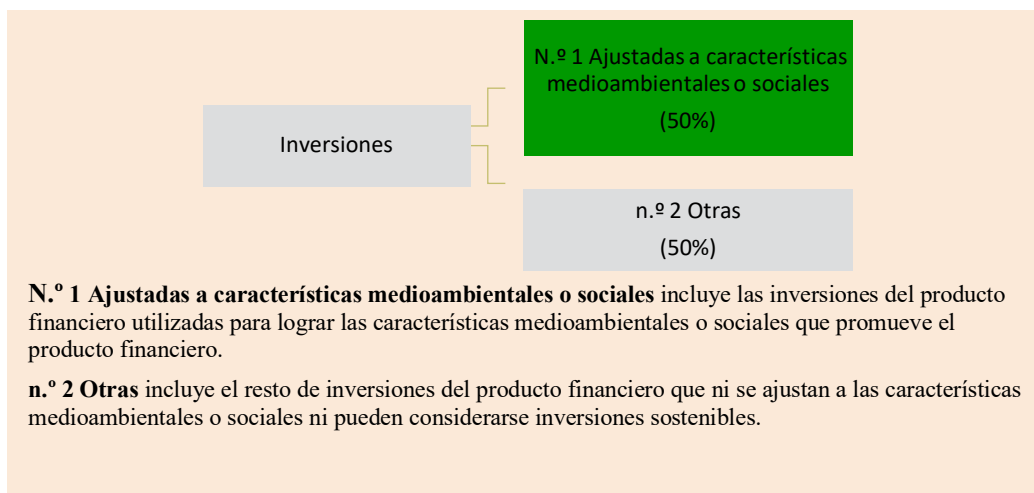 N.º 1 Ajustadas a características
medioambientales o sociales
(50%)
Inversiones
n.º 2 Otras
(50%)
N.º 1 Ajustadas a características medioambientales o sociales incluye las inversiones del producto
financiero utilizadas para lograr las características medioambientales o sociales que promueve el
producto financiero.
n.º 2 Otras incluye el resto de inversiones del producto financiero que ni se ajustan a las características
medioambientales o sociales ni pueden considerarse inversiones sostenibles.